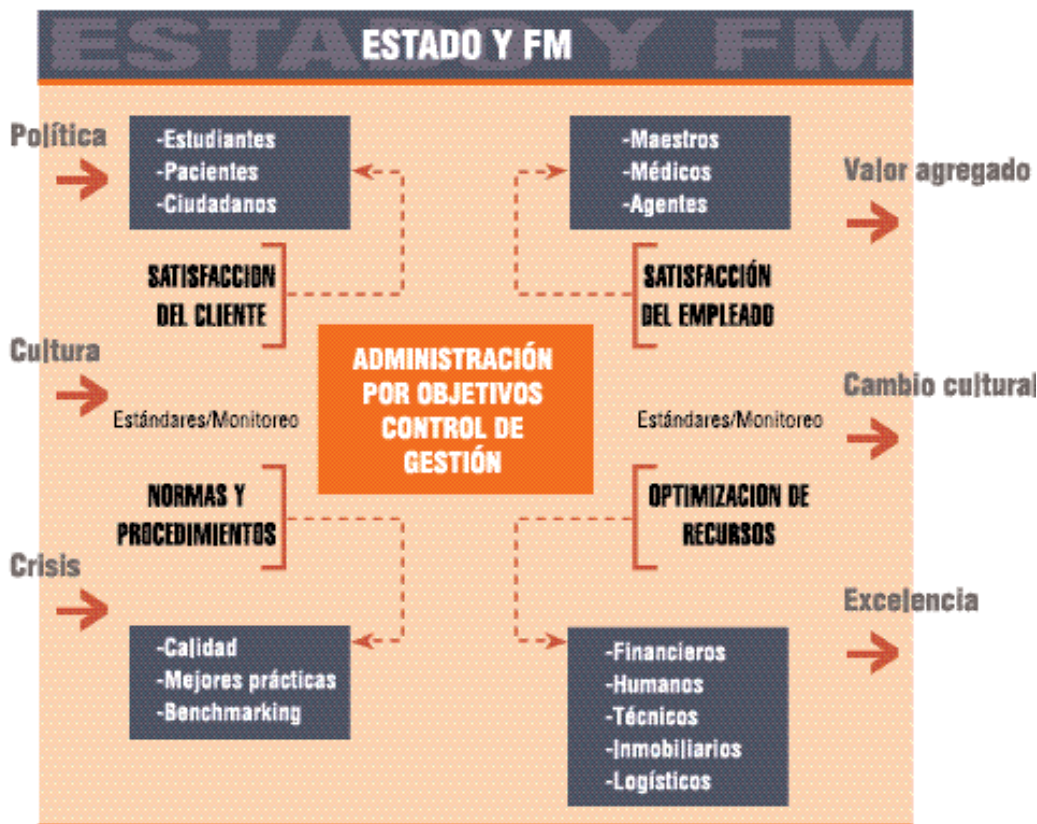 ESTADO Y FM
ESTADO Y FM
Política
-Estudiantes
-Pacientes
-Ciudadanos
-Maestros
-Médicos
-Agentes
Valor agregado
SATISFACCION
DEL CLIENTE
SATISFACCIÓN
DEL EMPLEADO
Cultura
ADMINISTRACIÓN
POR OBJETIVOS
CONTROL DE
GESTIÓN
Cambio cultural
Estándares/Monitoreo
Estándares/Monitoreo
NORMAS Y
PROCEDIMIENTOS
OPTIMIZACION DE
RECURSOS
Crisis
Excelencia
-Calidad
-Mejores prácticas
-Benchmarking
-Financieros
-Humanos
-Técnicos
-Inmobiliarios
-Logísticos